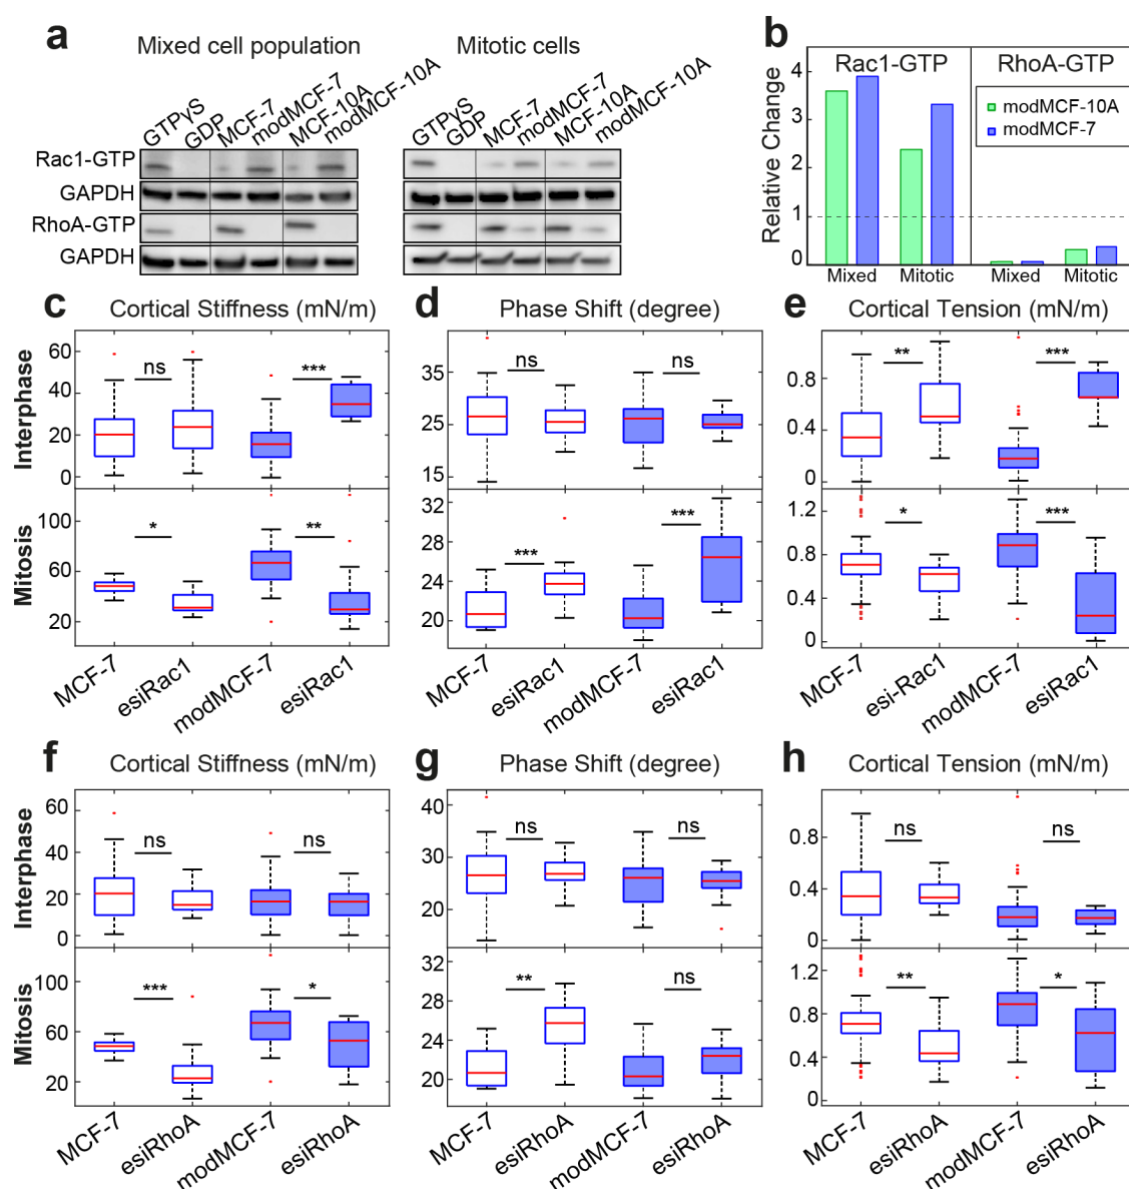 a
Mixed cell population
Mitotic cells
GTPγS
GDP
MCF-7
modMCF-7
MCF-10A
modMCF-10A
GTPγS
GDP
MCF-7
modMCF-7
MCF-10A
modMCF-10A
Rac1-GTP
GAPDH
RhoA-GTP
GAPDH
b
Rac1-GTP
RhoA-GTP
modMCF-10A
modMCF-7
Relative Change
4
3
2
1
0
Mixed
Mitotic
Mixed
Mitotic
c
Cortical Stiffness (mN/m)
Interphase
60
40
20
0
ns
***
Mitosis
100
60
20
*
**
MCF-7
esiRac1
modMCF-7
esiRac1
d
Phase Shift (degree)
35
25
15
ns
ns
32
28
24
20
***
***
MCF-7
esiRac1
modMCF-7
esiRac1
e
Cortical Tension (mN/m)
0.8
0.4
0
**
***
1.2
0.8
0.4
0
*
***
MCF-7
esi-Rac1
modMCF-7
esiRac1
f
Cortical Stiffness (mN/m)
Interphase
60
40
20
0
ns
ns
Mitosis
100
60
20
***
*
MCF-7
esiRhoA
modMCF-7
esiRhoA
g
Phase Shift (degree)
40
30
20
ns
ns
32
28
24
20
**
ns
MCF-7
esiRhoA
modMCF-7
esiRhoA
h
Cortical Tension (mN/m)
0.8
0.4
0
ns
ns
1.2
0.8
0.4
0
**
*
MCF-7
esiRhoA
modMCF-7
esiRhoA